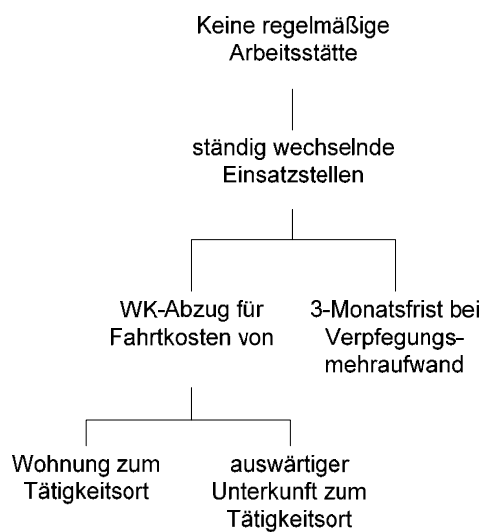 Keine regelmäßige
Arbeitsstätte
ständig wechselnde
Einsatzstellen
WK-Abzug für
Fahrtkosten von
3-Monatsfrist bei
Verpfegungs-
mehraufwand
Wohnung zum
Tätigkeitsort
auswärtiger
Unterkunft zum
Tätigkeitsort